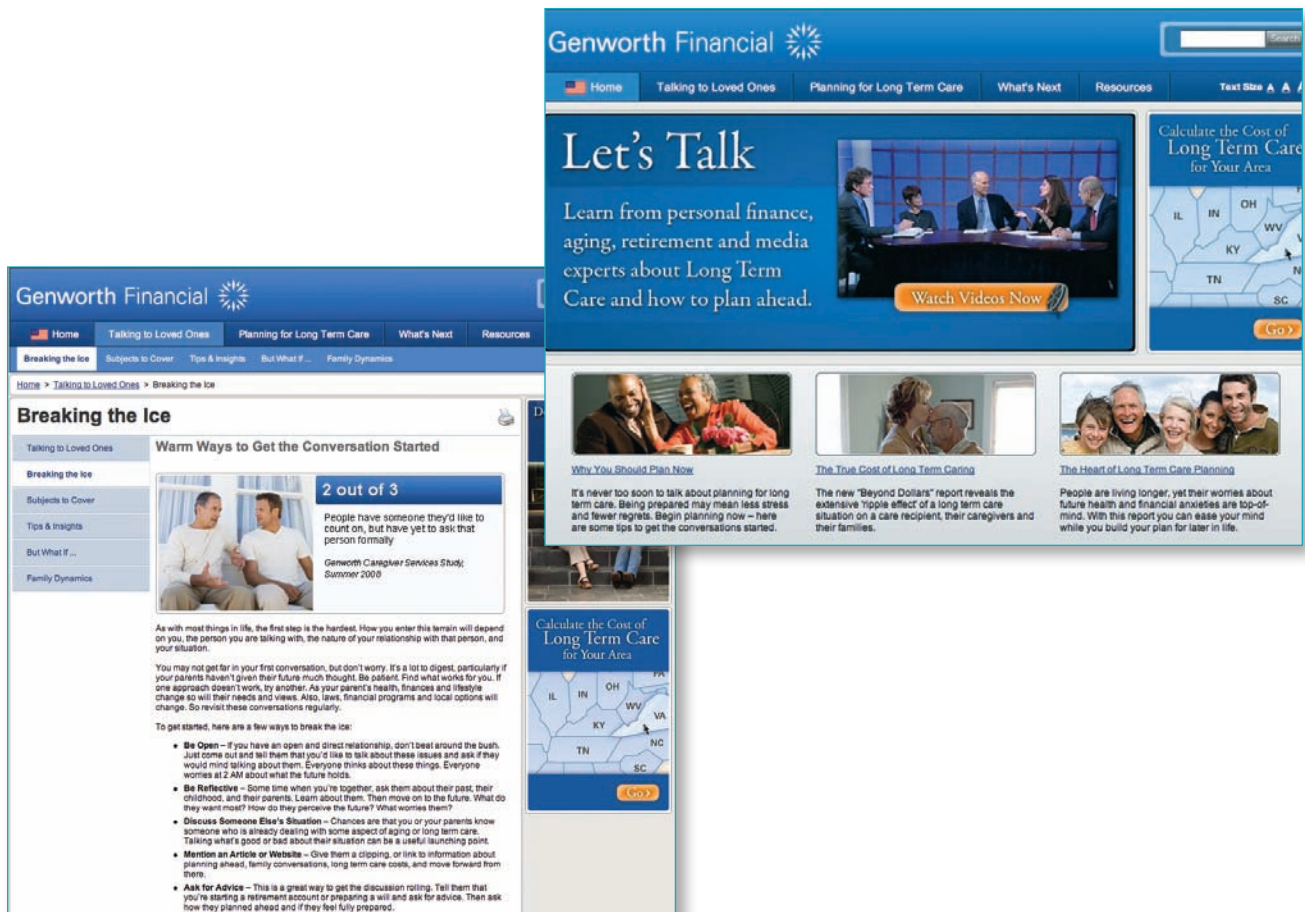 Genworth Financial
Search
Home
Talking to Loved Ones
Planning for Long Term Care
What's Next
Resources
Text Size A A A
Let's Talk
Learn from personal finance,
aging, retirement and media
experts about Long Term
Care and how to plan ahead.
Watch Videos Now
Calculate the Cost of
Long Term Care
for Your Area
IL
IN
OH
WV
KY
TN
SC
Go
Why You Should Plan Now
It's never too soon to talk about planning for long
term care. Being prepared may mean less stress
and fewer regrets. Begin planning now – here
are some tips to get the conversations started.
The True Cost of Long Term Caring
The new "Beyond Dollars" report reveals the
extensive 'ripple effect' of a long term care
situation on a care recipient, their caregivers and
their families.
The Heart of Long Term Care Planning
People are living longer, yet their worries about
future health and financial anxieties are top-of-
mind. With this report you can ease your mind
while you build your plan for later in life.
Genworth Financial
Home
Talking to Loved Ones
Planning for Long Term Care
What's Next
Resources
Breaking the Ice
Subjects to Cover
Tips & Insights
But What If ...
Family Dynamics
Home > Talking to Loved Ones > Breaking the Ice
Breaking the Ice
Talking to Loved Ones
Breaking the Ice
Subjects to Cover
Tips & Insights
But What If ...
Family Dynamics
Warm Ways to Get the Conversation Started
2 out of 3
People have someone they'd like to
count on, but have yet to ask that
person formally
Genworth Caregiver Services Study,
Summer 2008
As with most things in life, the first step is the hardest. How you enter this terrain will depend
on you, the person you are talking with, the nature of your relationship with that person, and
your situation.
You may not get far in your first conversation, but don't worry. It's a lot to digest, particularly if
your parents haven't given their future much thought. Be patient. Find what works for you. If
one approach doesn't work, try another. As your parent's health, finances and lifestyle
change so will their needs and views. Also, laws, financial programs and local options will
change. So revisit these conversations regularly.
To get started, here are a few ways to break the ice:
• Be Open – If you have an open and direct relationship, don't beat around the bush.
Just come out and tell them that you'd like to talk about these issues and ask if they
would mind talking about them. Everyone thinks about these things. Everyone
worries at 2 AM about what the future holds.
• Be Reflective – Some time when you're together, ask them about their past, their
childhood, and their parents. Learn about them. Then move on to the future. What do
they want most? How do they perceive the future? What worries them?
• Discuss Someone Else's Situation – Chances are that you or your parents know
someone who is already dealing with some aspect of aging or long term care.
Talking what's good or bad about their situation can be a useful launching point.
• Mention an Article or Website – Give them a clipping, or link to information about
planning ahead, family conversations, long term care costs, and move forward from
there.
• Ask for Advice – This is a great way to get the discussion rolling. Tell them that
you're starting a retirement account or preparing a will and ask for advice. Then ask
how they planned ahead and if they feel fully prepared.
Calculate the Cost of
Long Term Care
for Your Area
IL
IN
OH
WV
VA
KY
NC
TN
SC
Go